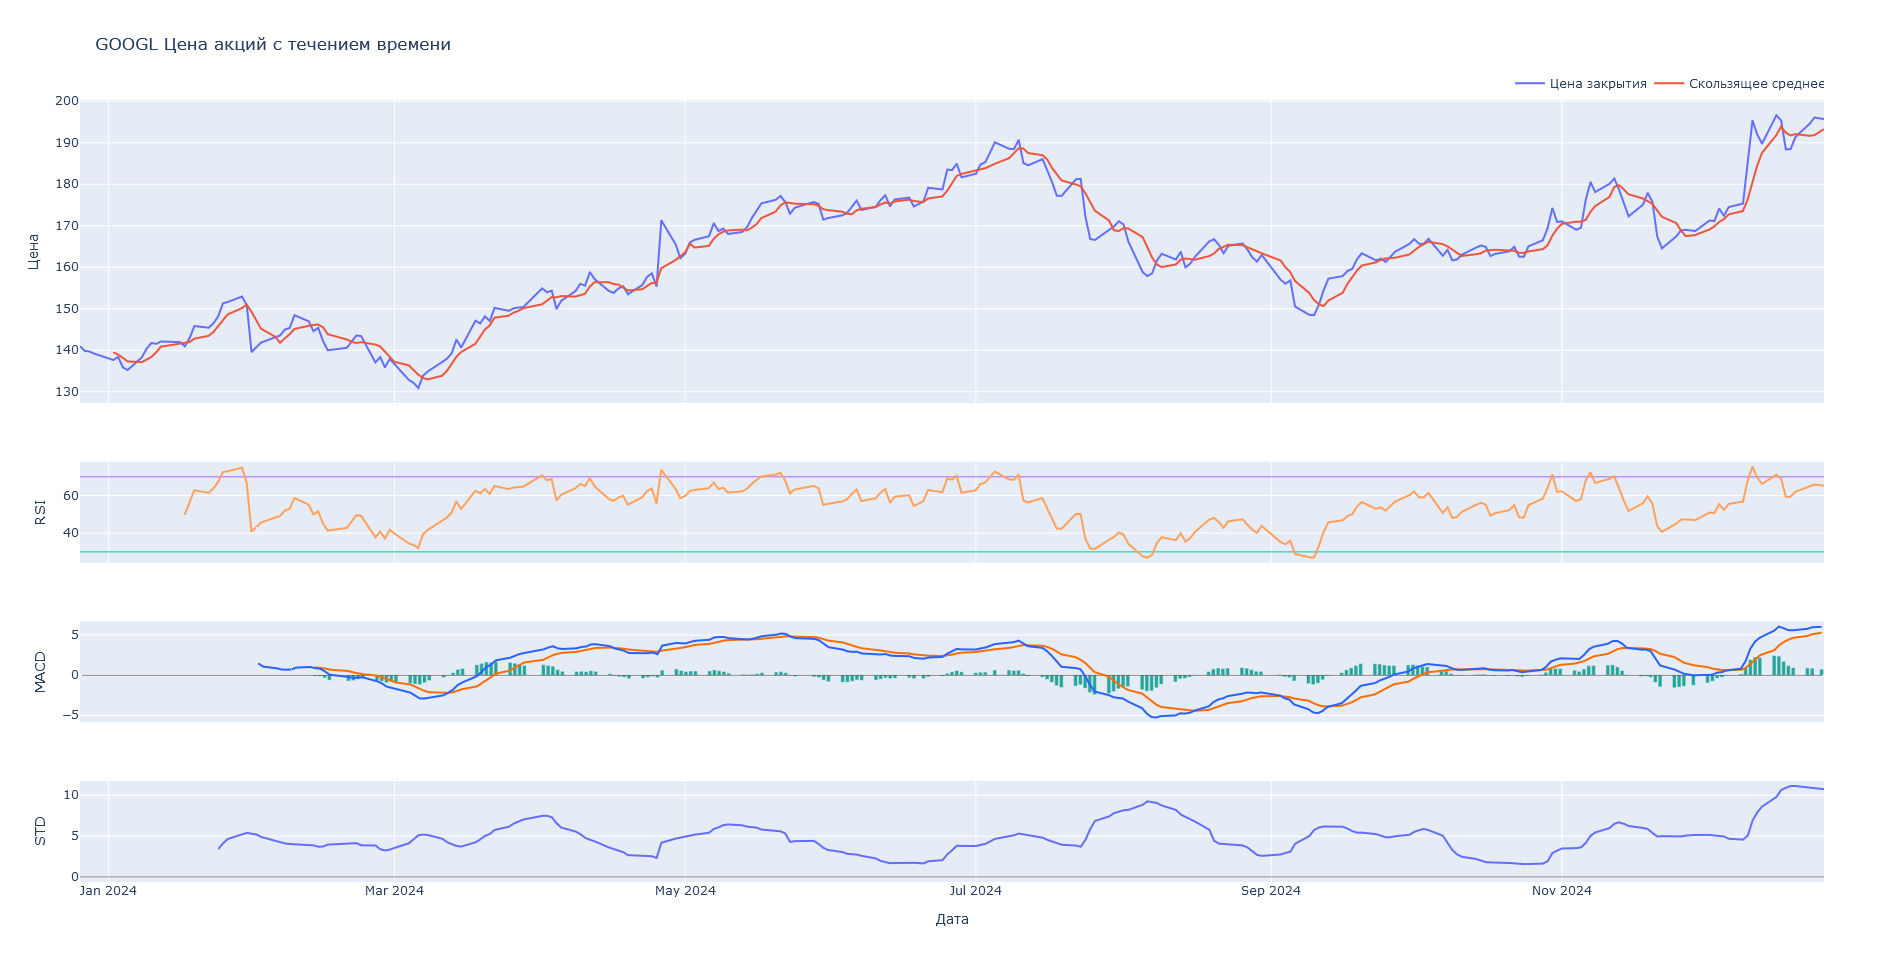 GOOGL Цена акций с течением времени
Цена закрытия Скользящее среднее
200
190
180
170
160
150
140
130
Цена
60
40
RSI
5
0
−5
MACD
10
5
0
STD
Jan 2024 Mar 2024 May 2024 Jul 2024 Sep 2024 Nov 2024
Дата